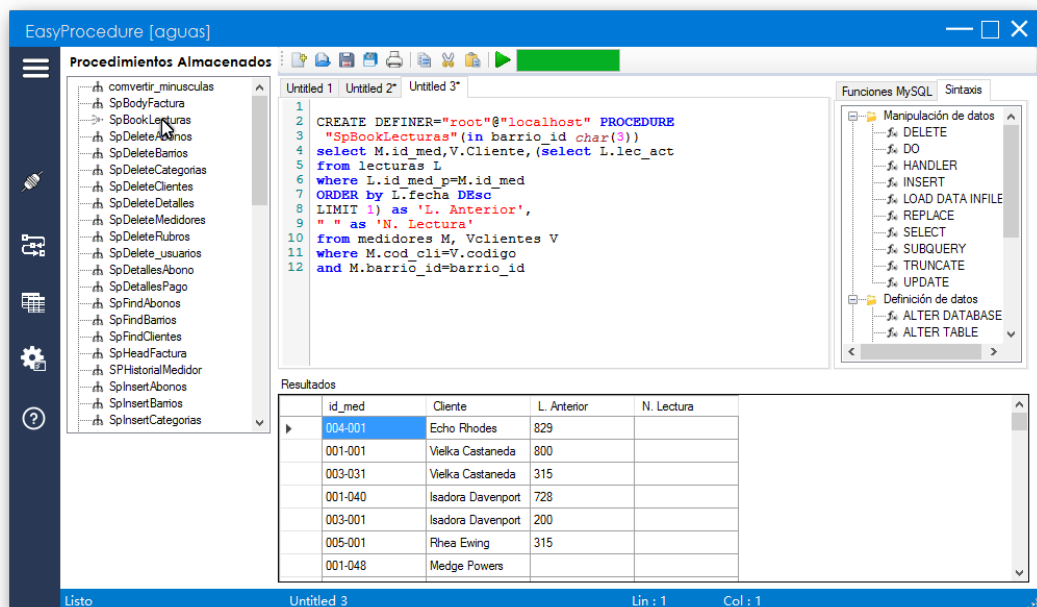 EasyProcedure [aguas]
Procedimientos Almacenados
comvertir_minusculas
SpBodyFactura
SpBookLecturas
SpDeleteAbonos
SpDeleteBarrios
SpDeleteCategorias
SpDeleteClientes
SpDeleteDetalles
SpDeleteMedidores
SpDeleteRubros
SpDelete_usuarios
SpDetallesAbono
SpDetallesPago
SpFindAbonos
SpFindBarrios
SpFindClientes
SpHeadFactura
SPHistorialMedidor
SpInsertAbonos
SpInsertBarrios
SpInsertCategorias
Untitled 1 Untitled 2* Untitled 3*
1
2 CREATE DEFINER="root"@"localhost" PROCEDURE
3 "SpBookLecturas"(in barrio_id char(3))
4 select M.id_med,V.Cliente,(select L.lec_act
5 from lecturas L
6 where L.id_med_p=M.id_med
7 ORDER by L.fecha DEsc
8 LIMIT 1) as 'L. Anterior',
9 " " as 'N. Lectura'
10 from medidores M, Vclientes V
11 where M.cod_cli=V.codigo
12 and M.barrio_id=barrio_id
Funciones MySQL Sintaxis
Manipulación de datos
DELETE
DO
HANDLER
INSERT
LOAD DATA INFILE
REPLACE
SELECT
SUBQUERY
TRUNCATE
UPDATE
Definición de datos
ALTER DATABASE
ALTER TABLE
Resultados
id_med Cliente L. Anterior N. Lectura
004-001 Echo Rhodes 829
001-001 Vielka Castaneda 800
003-031 Vielka Castaneda 315
001-040 Isadora Davenport 728
003-001 Isadora Davenport 200
005-001 Rhea Ewing 315
001-048 Medge Powers
Listo Untitled 3 Lin : 1 Col : 1